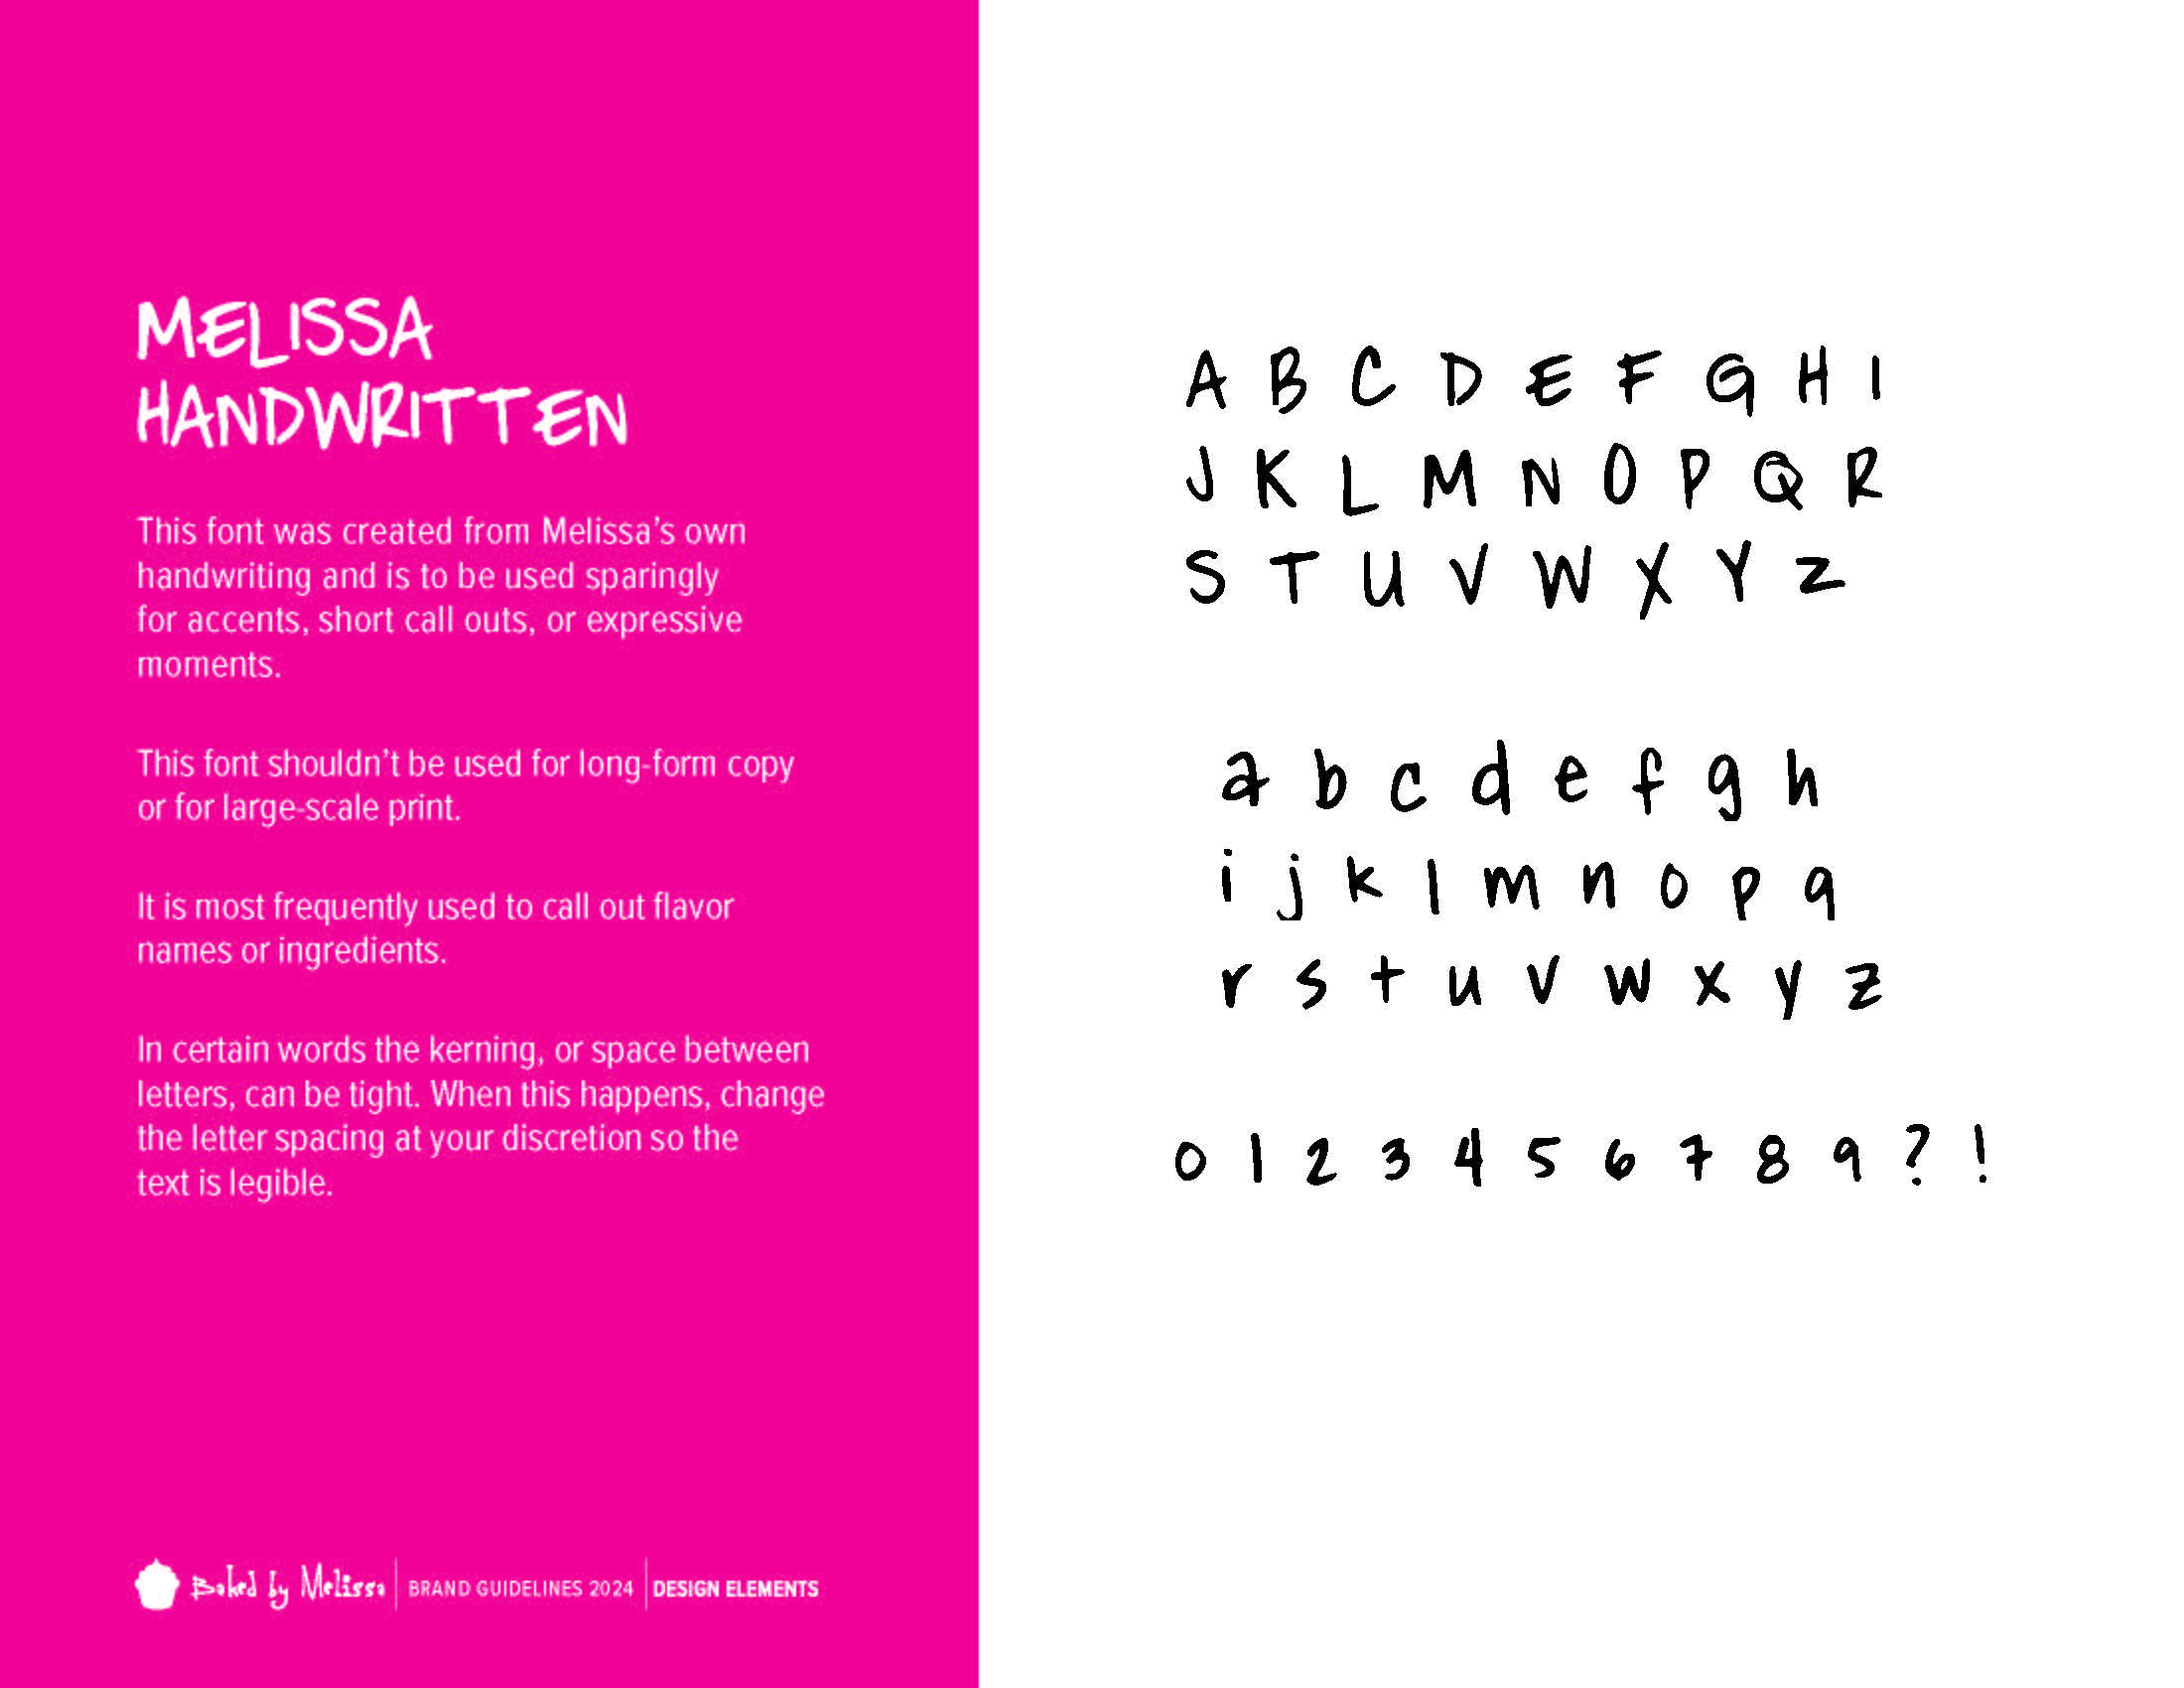 MELISSA
HANDWRITTEN
This font was created from Melissa’s own
handwriting and is to be used sparingly
for accents, short call outs, or expressive
moments.
This font shouldn’t be used for long-form copy
or for large-scale print.
It is most frequently used to call out flavor
names or ingredients.
In certain words the kerning, or space between
letters, can be tight. When this happens, change
the letter spacing at your discretion so the
text is legible.
Baked by Melissa | BRAND GUIDELINES 2024 | DESIGN ELEMENTS
A B C D E F G H I
J K L M N O P Q R
S T U V W X Y Z
a b c d e f g h
i j k l m n o p q
r s t u v w x y z
0 1 2 3 4 5 6 7 8 9 ? !